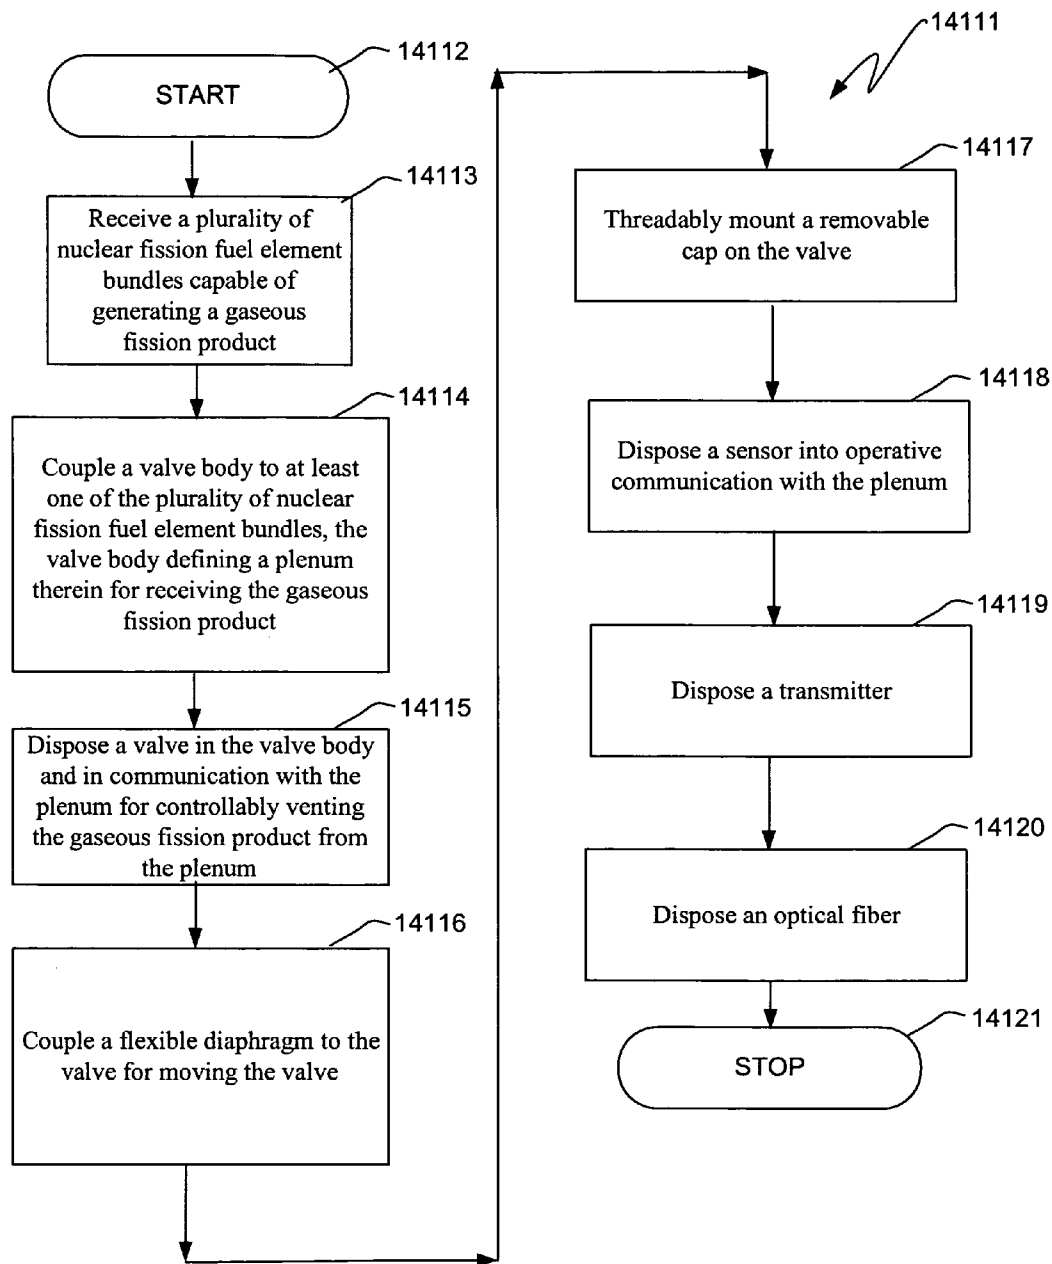 14112
START
14113
Receive a plurality of
nuclear fission fuel element
bundles capable of
generating a gaseous
fission product
14114
Couple a valve body to at least
one of the plurality of nuclear
fission fuel element bundles, the
valve body defining a plenum
therein for receiving the gaseous
fission product
14115
Dispose a valve in the valve body
and in communication with the
plenum for controllably venting
the gaseous fission product from
the plenum
14116
Couple a flexible diaphragm to the
valve for moving the valve
14111
14117
Threadably mount a removable
cap on the valve
14118
Dispose a sensor into operative
communication with the plenum
14119
Dispose a transmitter
14120
Dispose an optical fiber
14121
STOP